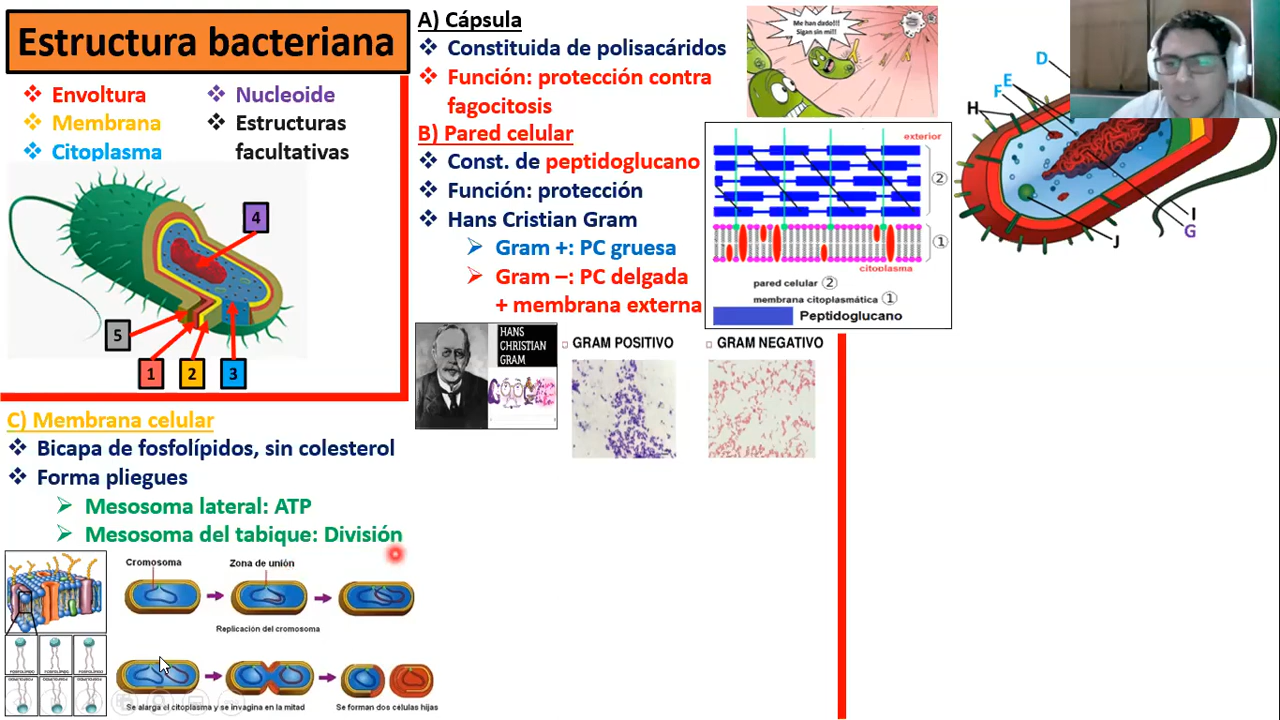 Estructura bacteriana
❖ Envoltura
❖ Membrana
❖ Citoplasma
❖ Nucleoide
❖ Estructuras
facultativas
4
5
1
2
3
C) Membrana celular
❖ Bicapa de fosfolípidos, sin colesterol
❖ Forma pliegues
➢ Mesosoma lateral: ATP
➢ Mesosoma del tabique: División
Cromosoma
Zona de unión
Replicación del cromosoma
Se alarga el citoplasma y se invagina en la mitad
Se forman dos células hijas
A) Cápsula
❖ Constituida de polisacáridos
❖ Función: protección contra
fagocitosis
B) Pared celular
❖ Const. de peptidoglucano
❖ Función: protección
❖ Hans Cristian Gram
➢ Gram +: PC gruesa
➢ Gram –: PC delgada
+ membrana externa
HANS
CHRISTIAN
GRAM
GRAM POSITIVO
GRAM NEGATIVO
Me han dado!!!
Sigan sin mi!!
exterior
②
①
citoplasma
pared celular ②
membrana citoplasmática ①
Peptidoglucano
D
E
F
H
I
G
J